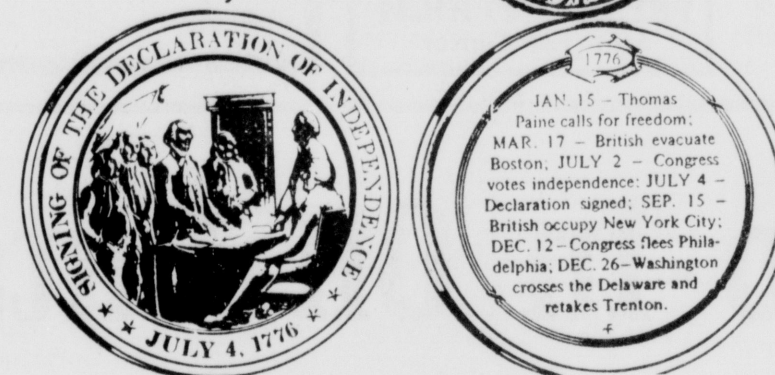 SIGNING OF THE DECLARATION OF INDEPENDENCE
JULY 4, 1776
1776
JAN. 15 – Thomas
Paine calls for freedom;
MAR. 17 – British evacuate
Boston; JULY 2 – Congress
votes independence; JULY 4 –
Declaration signed; SEP. 15 –
British occupy New York City;
DEC. 12–Congress flees Phila-
delphia; DEC. 26–Washington
crosses the Delaware and
retakes Trenton.